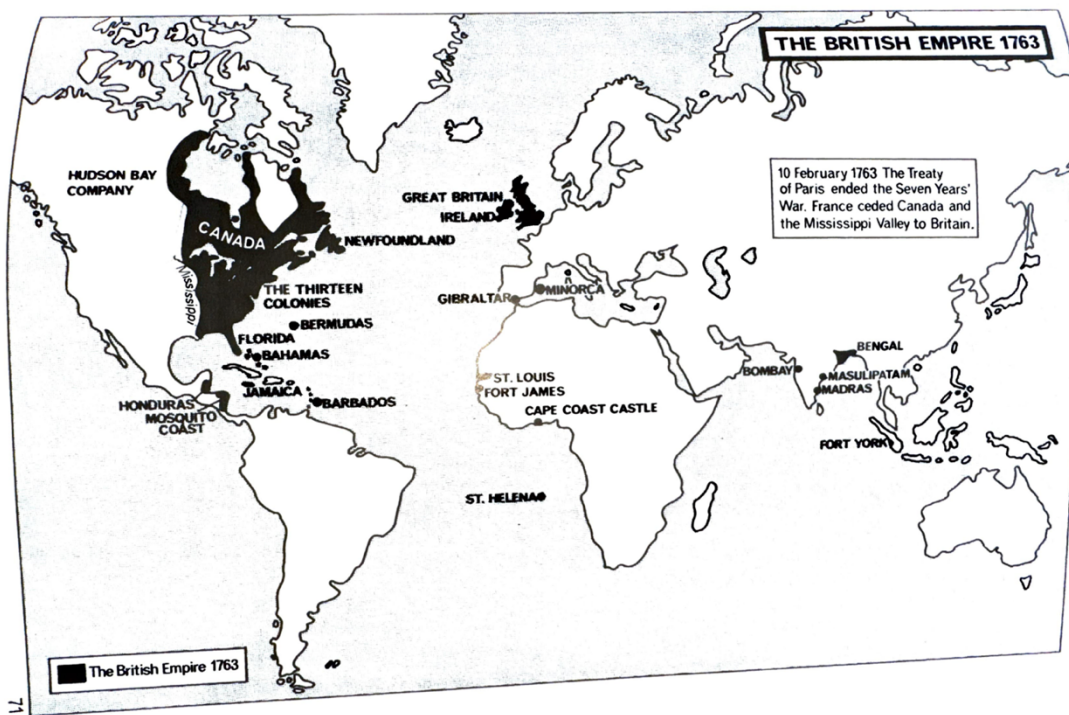 THE BRITISH EMPIRE 1763
10 February 1763 The Treaty
of Paris ended the Seven Years'
War. France ceded Canada and
the Mississippi Valley to Britain.
HUDSON BAY
COMPANY
CANADA
NEWFOUNDLAND
Mississippi
THE THIRTEEN
COLONIES
BERMUDAS
FLORIDA
BAHAMAS
JAMAICA
BARBADOS
HONDURAS
MOSQUITO
COAST
GREAT BRITAIN
IRELAND
GIBRALTAR
MINORCA
ST. LOUIS
FORT JAMES
CAPE COAST CASTLE
ST. HELENA
BOMBAY
BENGAL
MASULIPATAM
MADRAS
FORT YORK
The British Empire 1763
71